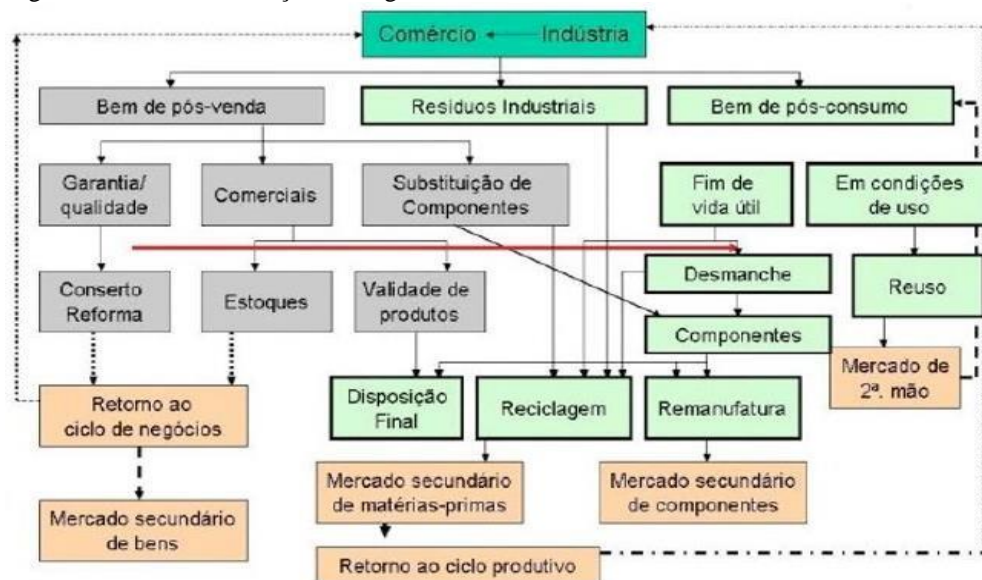 Comércio Indústria
Bem de pós-venda
Resíduos Industriais
Bem de pós-consumo
Garantia/
qualidade
Comerciais
Substituição de
Componentes
Fim de
vida útil
Em condições
de uso
Conserto
Reforma
Estoques
Validade de
produtos
Desmanche
Reuso
Componentes
Mercado de
2ª. mão
Retorno ao
ciclo de negócios
Disposição
Final
Reciclagem
Remanufatura
Mercado secundário
de bens
Mercado secundário
de matérias-primas
Mercado secundário
de componentes
Retorno ao ciclo produtivo